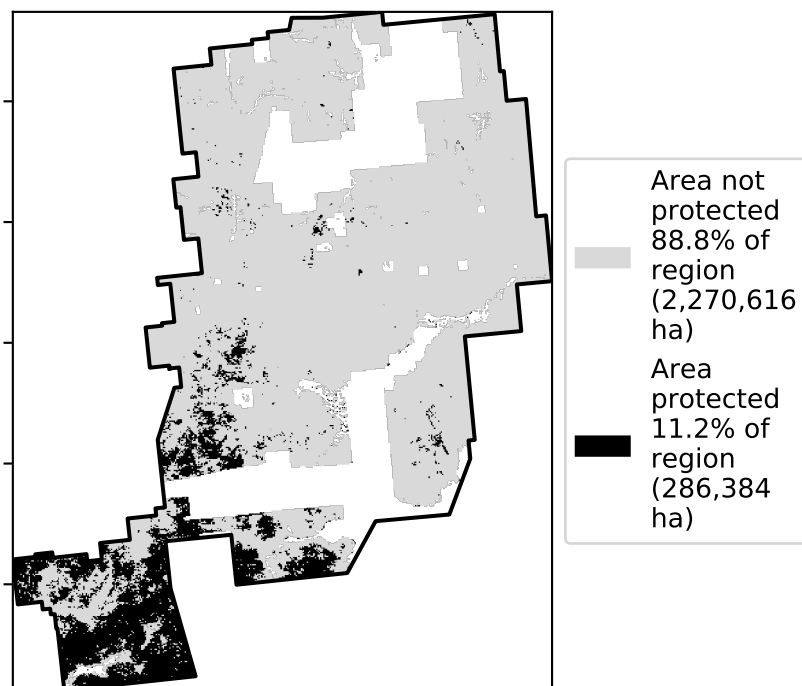 Area not
protected
88.8% of
region
(2,270,616
ha)
Area
protected
11.2% of
region
(286,384
ha)